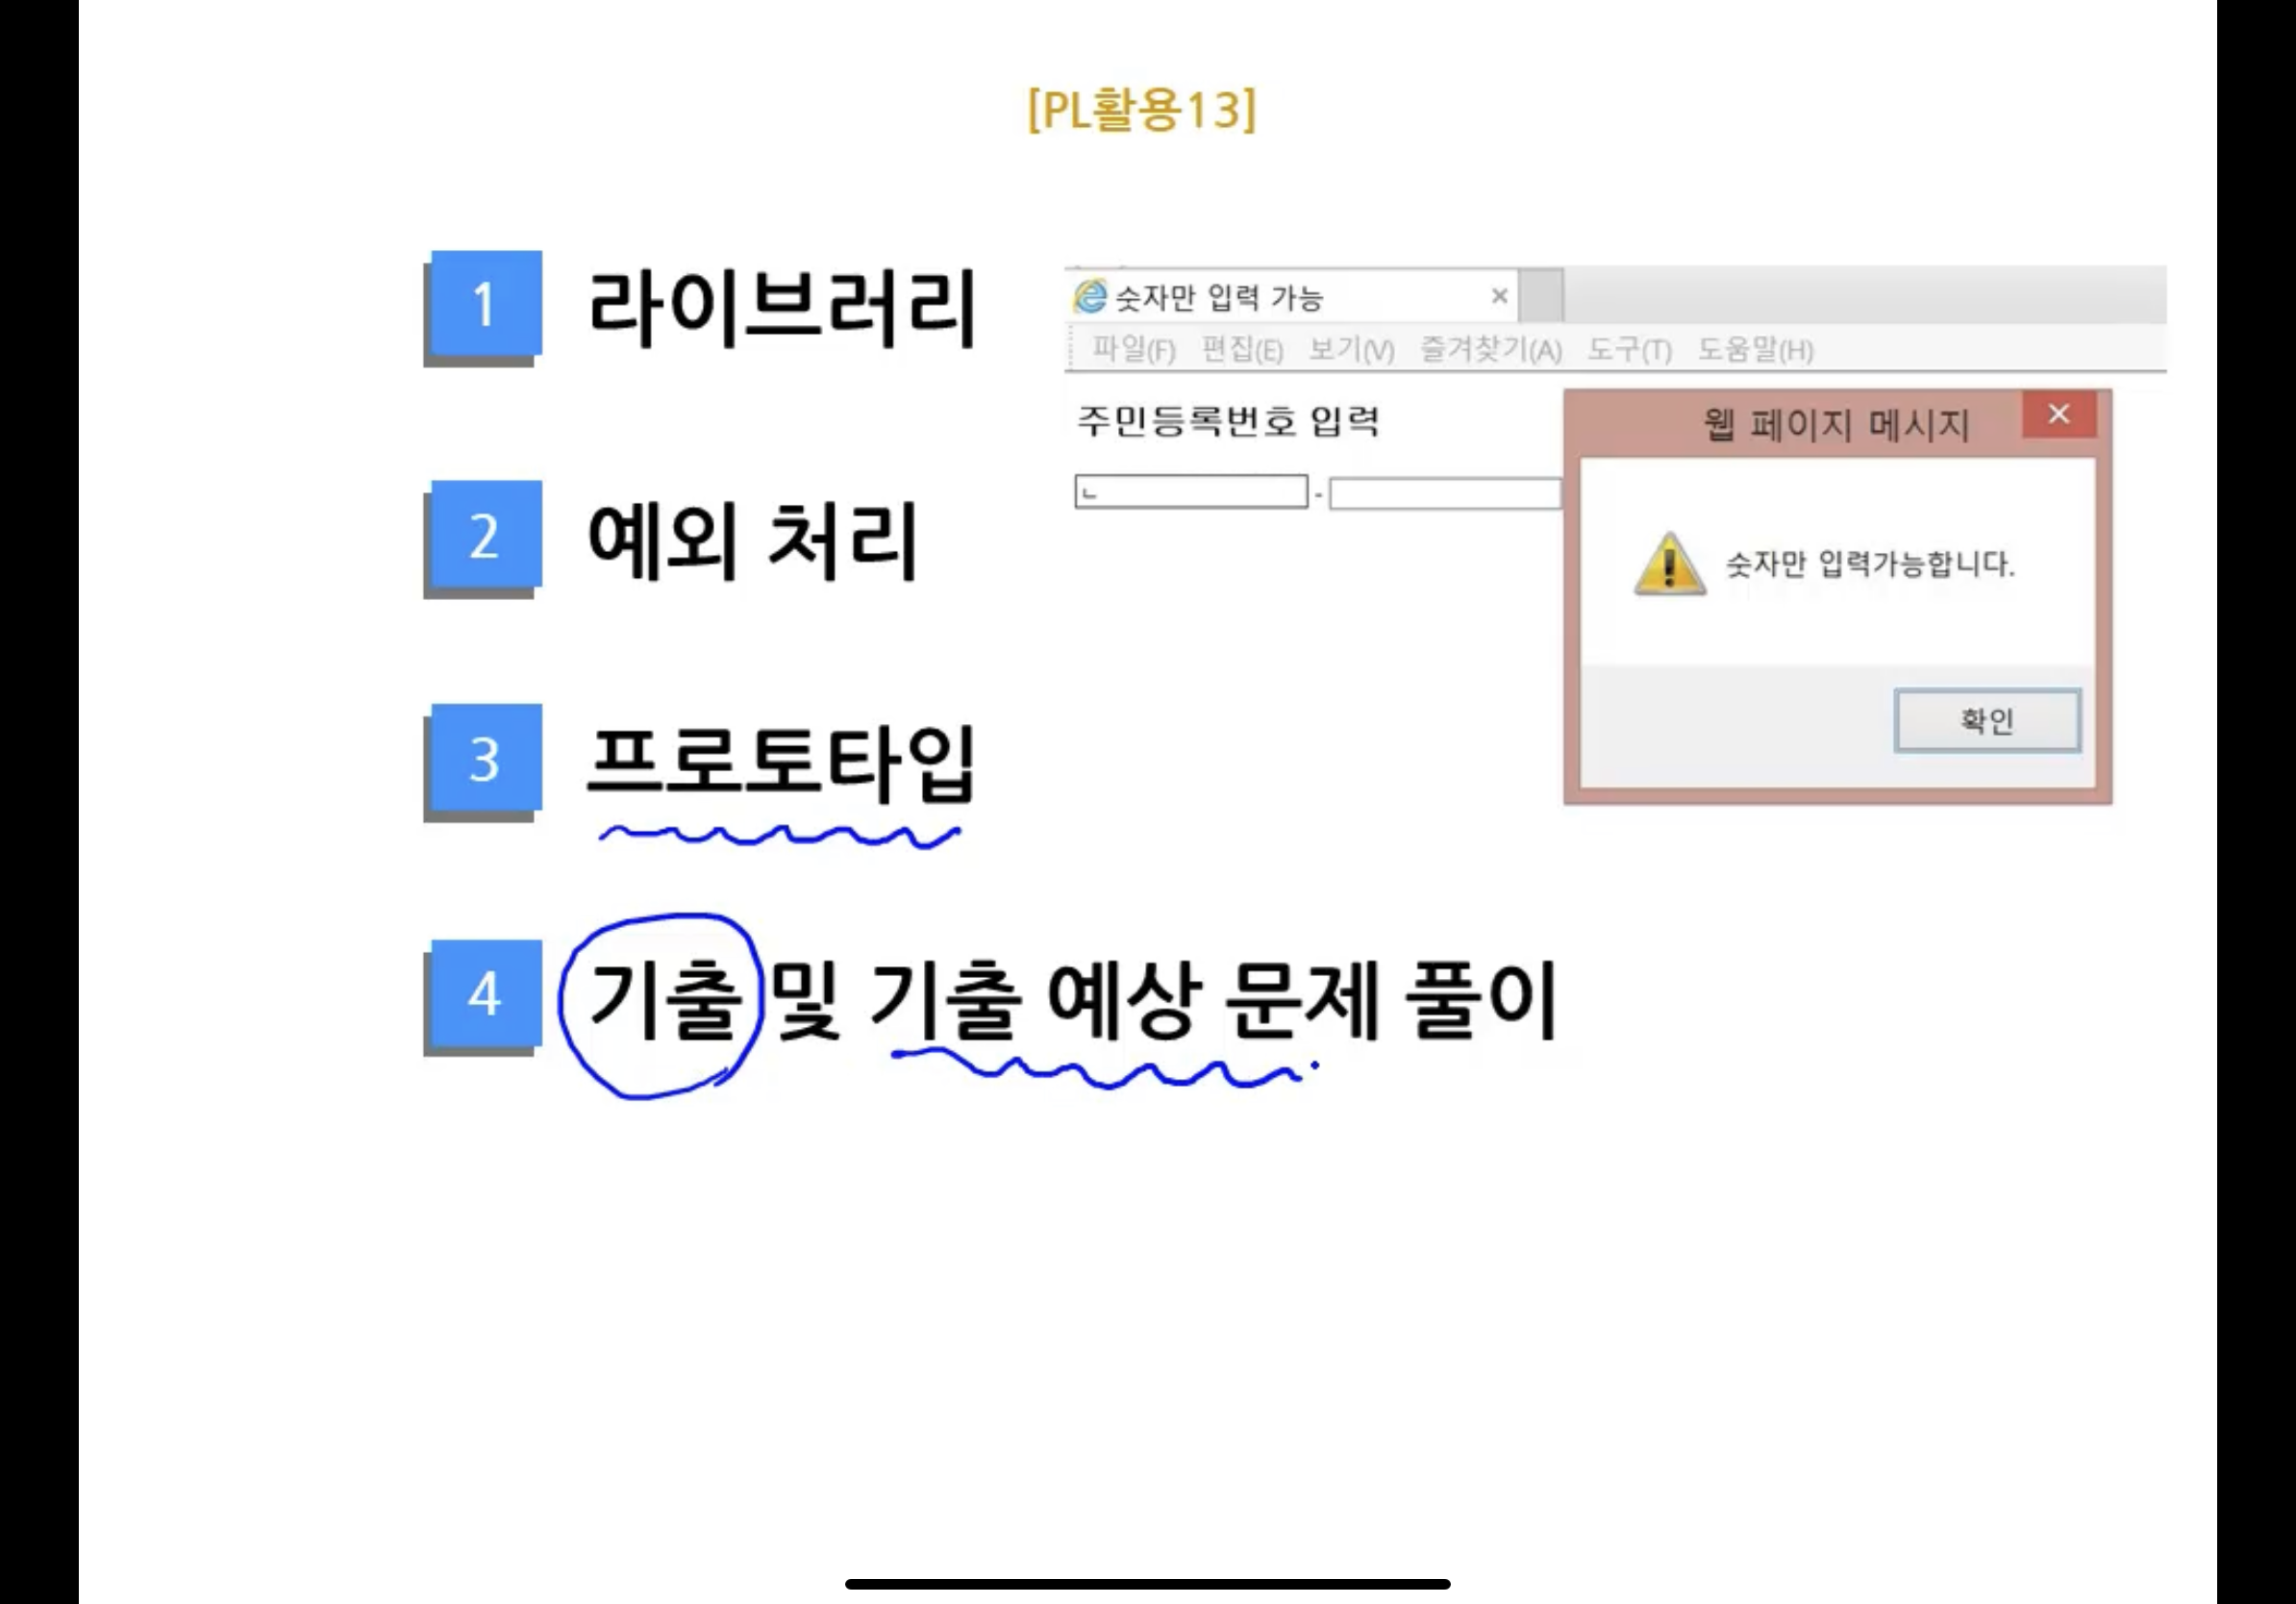 [PL활용13]
1 라이브러리
숫자만 입력 가능 ×
파일(F) 편집(E) 보기(V) 즐겨찾기(A) 도구(T) 도움말(H)
주민등록번호 입력
ㄴ -
웹 페이지 메시지 ×
숫자만 입력가능합니다.
확인
2 예외 처리
3 프로토타입
4 기출 및 기출 예상 문제 풀이